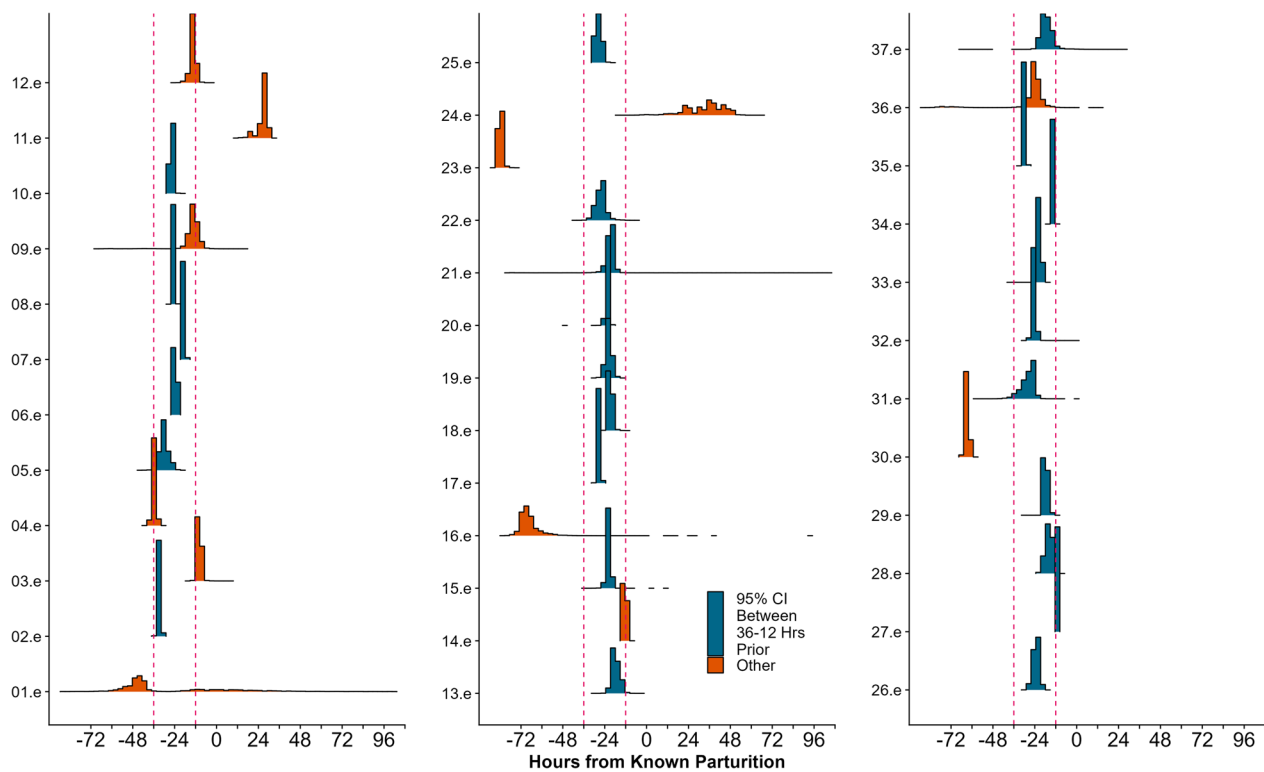 12.e
11.e
10.e
09.e
08.e
07.e
06.e
05.e
04.e
03.e
02.e
01.e
-72 -48 -24 0 24 48 72 96
25.e
24.e
23.e
22.e
21.e
20.e
19.e
18.e
17.e
16.e
15.e
14.e
13.e
95% CI
Between
36-12 Hrs
Prior
Other
-72 -48 -24 0 24 48 72 96
Hours from Known Parturition
37.e
36.e
35.e
34.e
33.e
32.e
31.e
30.e
29.e
28.e
27.e
26.e
-72 -48 -24 0 24 48 72 96